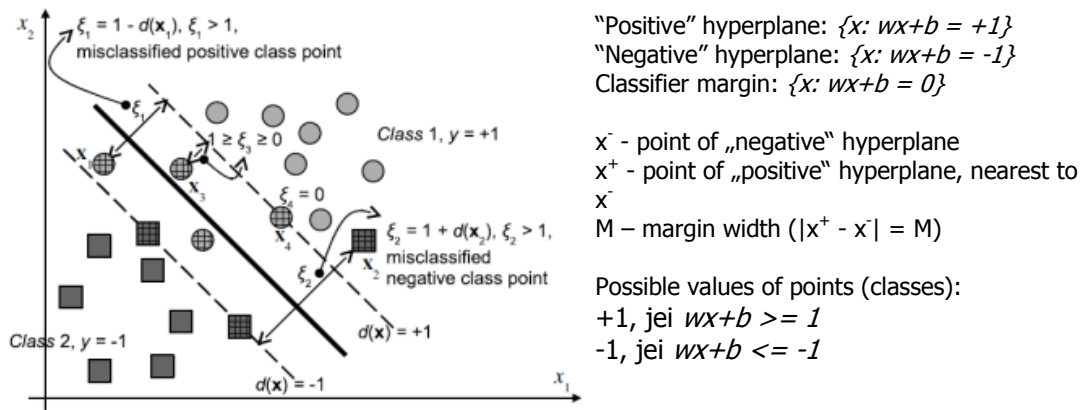 x₂
ξ₁ = 1 - d(x₁), ξ₁ > 1,
misclassified positive class point
ξ₁
1 ≥ ξ₃ ≥ 0
Class 1, y = +1
x₁
x₃
ξ₄ = 0
x₄
ξ₂ = 1 + d(x₂), ξ₂ > 1,
misclassified
negative class point
x₂
ξ₂
d(x) = +1
Class 2, y = -1
d(x) = -1
x₁
"Positive" hyperplane: {x: wx+b = +1}
"Negative" hyperplane: {x: wx+b = -1}
Classifier margin: {x: wx+b = 0}
x⁻ - point of „negative“ hyperplane
x⁺ - point of „positive“ hyperplane, nearest to
x⁻
M – margin width (|x⁺ - x⁻| = M)
Possible values of points (classes):
+1, jei wx+b >= 1
-1, jei wx+b <= -1